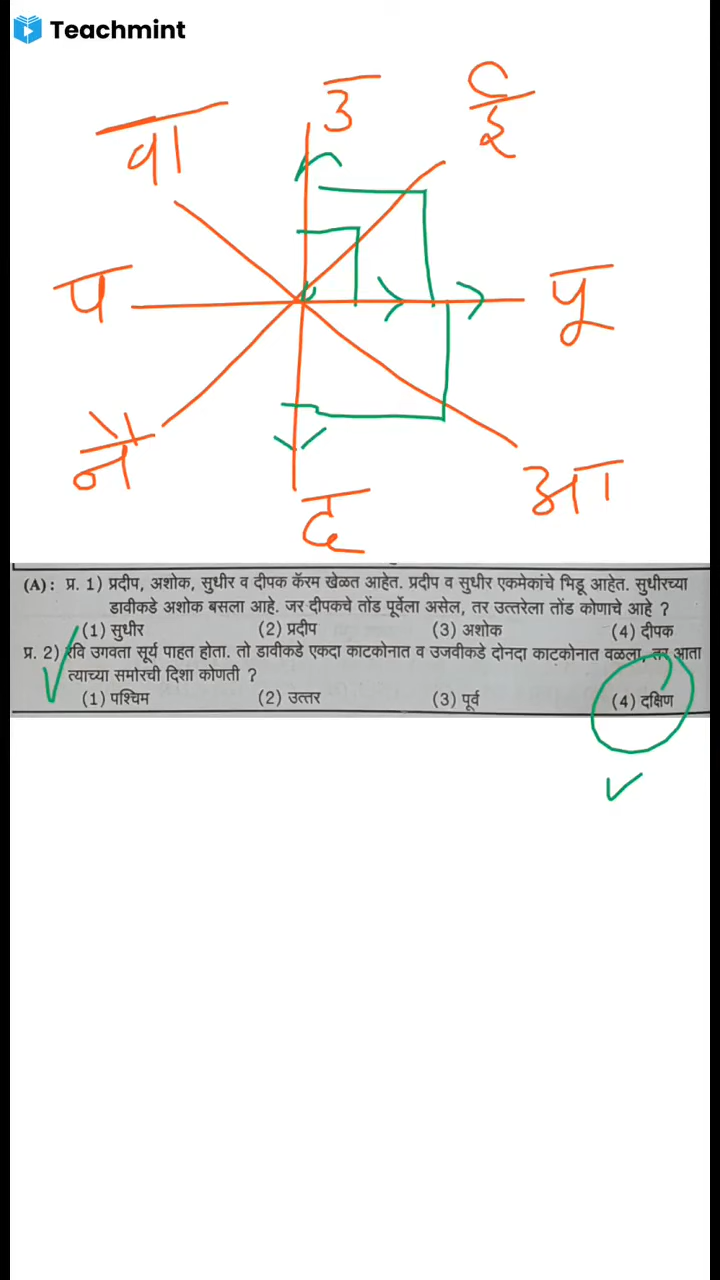 Teachmint
वा
उ
ई
प
पू
नै
द
आ
(A): प्र. 1) प्रदीप, अशोक, सुधीर व दीपक कॅरम खेळत आहेत. प्रदीप व सुधीर एकमेकांचे भिडू आहेत. सुधीरच्या
डावीकडे अशोक बसला आहे. जर दीपकचे तोंड पूर्वेला असेल, तर उत्तरेला तोंड कोणाचे आहे ?
(1) सुधीर (2) प्रदीप (3) अशोक (4) दीपक
प्र. 2) रवि उगवता सूर्य पाहत होता. तो डावीकडे एकदा काटकोनात व उजवीकडे दोनदा काटकोनात वळला, तर आता
त्याच्या समोरची दिशा कोणती ?
(1) पश्चिम (2) उत्तर (3) पूर्व (4) दक्षिण